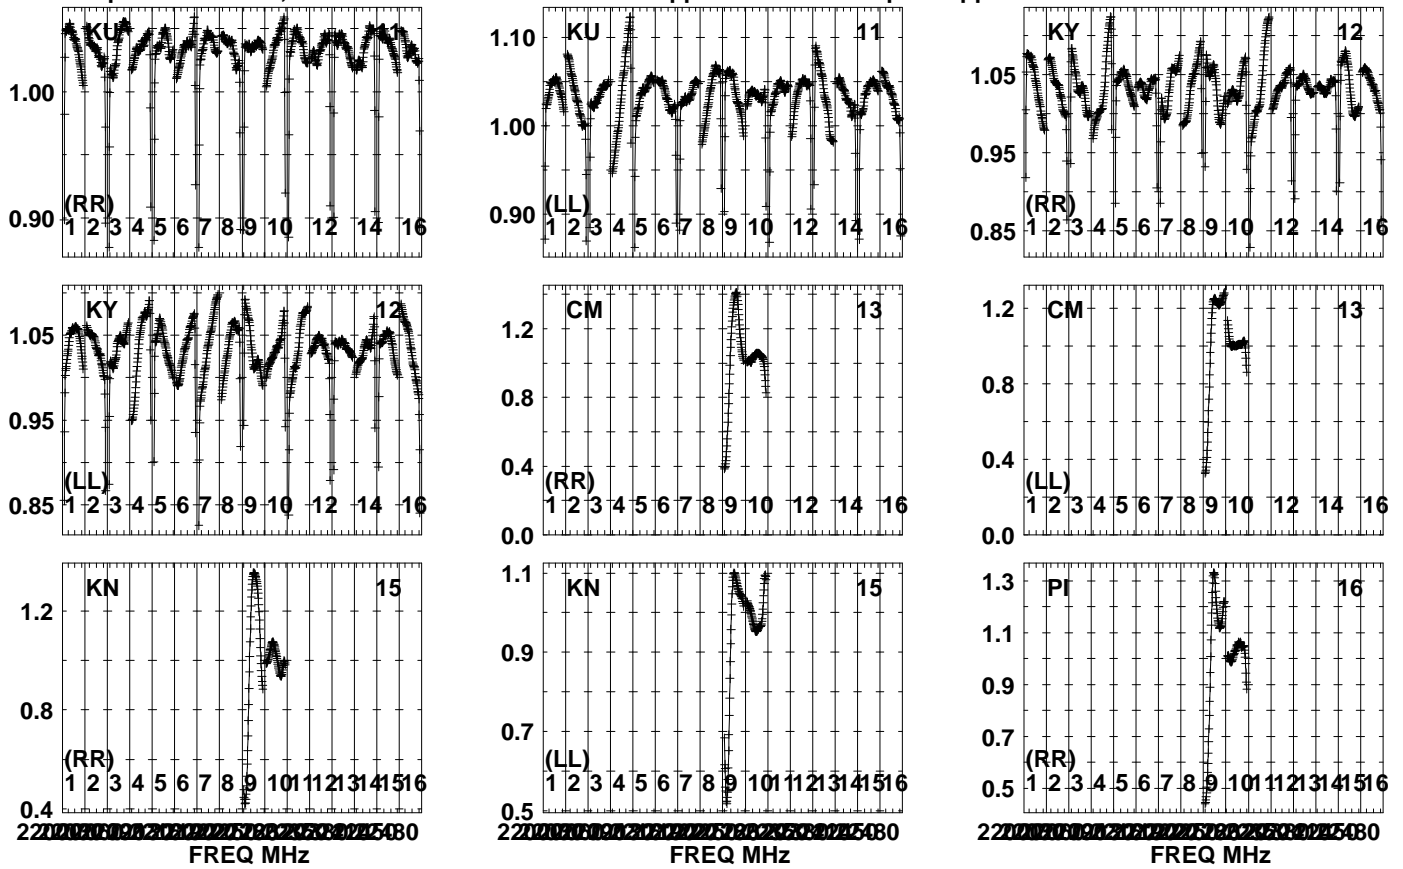 KU 11
1.00
0.90
(RR)
1 2 3 4 5 6 7 8 9 10 12 14 16
KU 11
1.10
1.00
0.90
(LL)
1 2 3 4 5 6 7 8 9 10 12 14 16
KY 12
1.05
0.95
0.85
(RR)
1 2 3 4 5 6 7 8 9 10 12 14 16
KY 12
1.05
0.95
0.85
(LL)
1 2 3 4 5 6 7 8 9 10 12 14 16
CM 13
1.2
0.8
0.4
0.0
(RR)
1 2 3 4 5 6 7 8 9 10 12 14 16
CM 13
1.2
0.8
0.4
0.0
(LL)
1 2 3 4 5 6 7 8 9 10 12 14 16
KN 15
1.2
0.8
0.4
(RR)
1 2 3 4 5 6 7 8 9 10 11 12 13 14 15 16
FREQ MHz
KN 15
1.1
0.9
0.7
0.5
(LL)
1 2 3 4 5 6 7 8 9 10 11 12 13 14 15 16
PI 16
1.3
1.1
0.9
0.7
0.5
(RR)
1 2 3 4 5 6 7 8 9 10 11 12 13 14 15 16
FREQ MHz